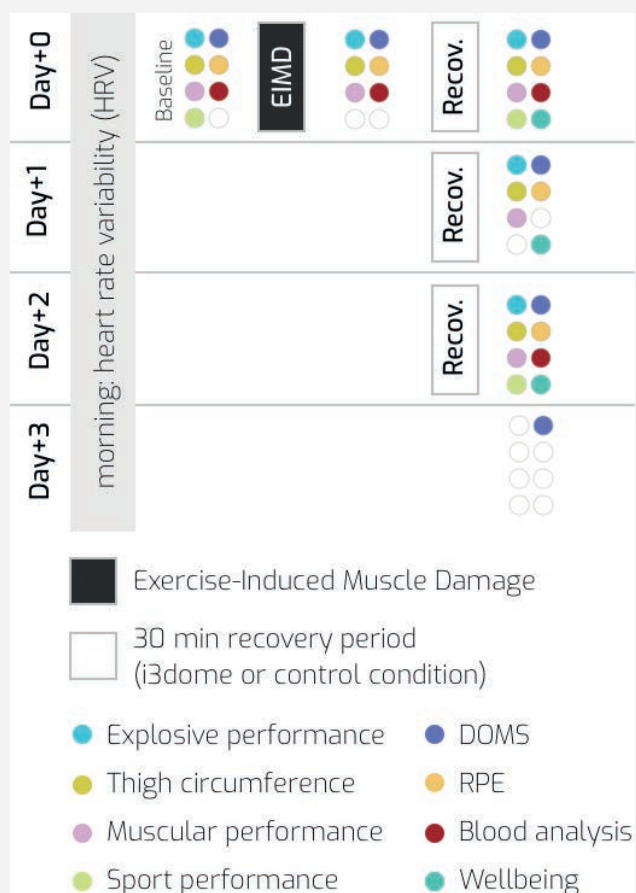 Day+0
morning: heart rate variability (HRV)
Baseline
EIMD
Recov.
Day+1
Recov.
Day+2
Recov.
Day+3
Exercise-Induced Muscle Damage
30 min recovery period
(i3dome or control condition)
Explosive performance
DOMS
Thigh circumference
RPE
Muscular performance
Blood analysis
Sport performance
Wellbeing